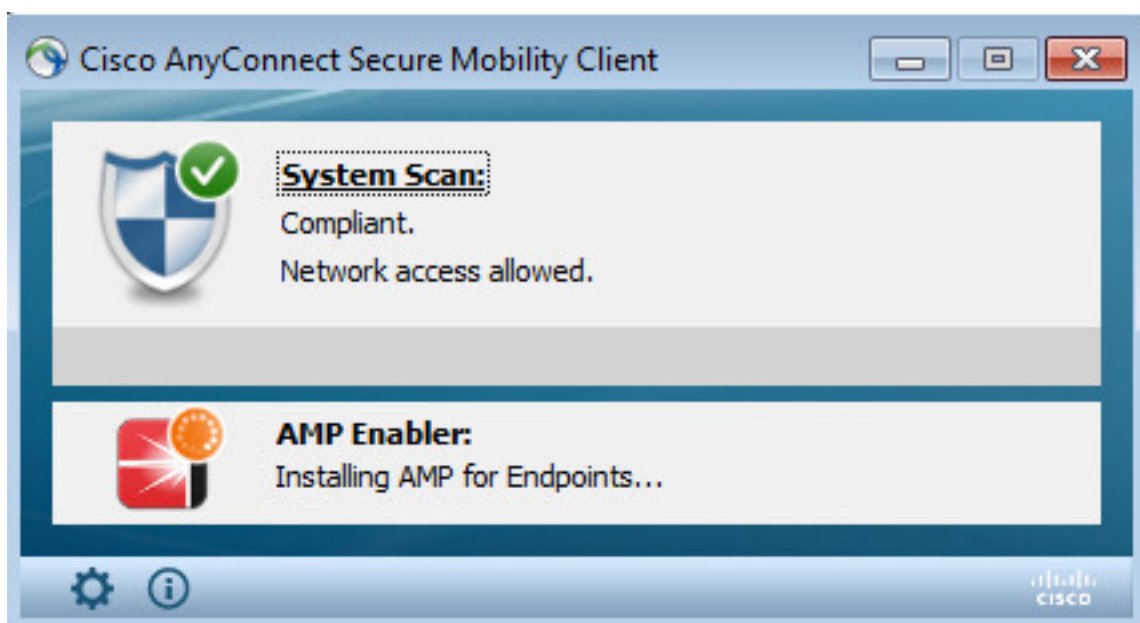 Cisco AnyConnect Secure Mobility Client
System Scan:
Compliant.
Network access allowed.
AMP Enabler:
Installing AMP for Endpoints...
CISCO